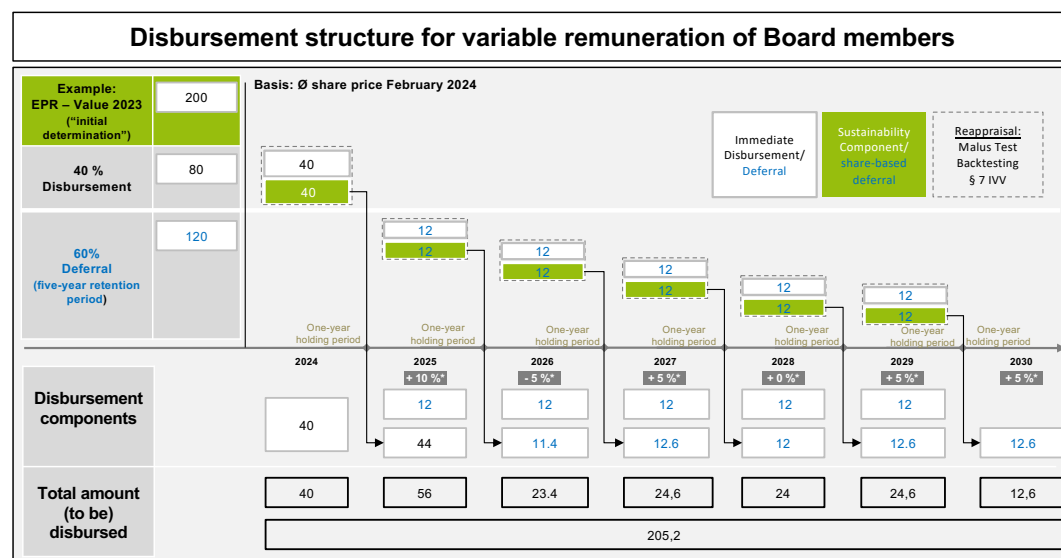 Disbursement structure for variable remuneration of Board members
Example:
EPR – Value 2023
(“initial
determination”)
200
Basis: Ø share price February 2024
Immediate
Disbursement/
Deferral
Sustainability
Component/
share-based
deferral
Reappraisal:
Malus Test
Backtesting
§ 7 IVV
40 %
Disbursement
80
40
40
60%
Deferral
(five-year retention
period)
120
12
12
12
12
12
12
12
12
12
12
One-year
holding period
One-year
holding period
One-year
holding period
One-year
holding period
One-year
holding period
One-year
holding period
One-year
holding period
2024
2025
2026
2027
2028
2029
2030
+ 10 %*
- 5 %*
+ 5 %*
+ 0 %*
+ 5 %*
+ 5 %*
Disbursement
components
40
12
12
12
12
12
44
11.4
12.6
12
12.6
12.6
Total amount
(to be)
disbursed
40
56
23.4
24,6
24
24,6
12,6
205,2